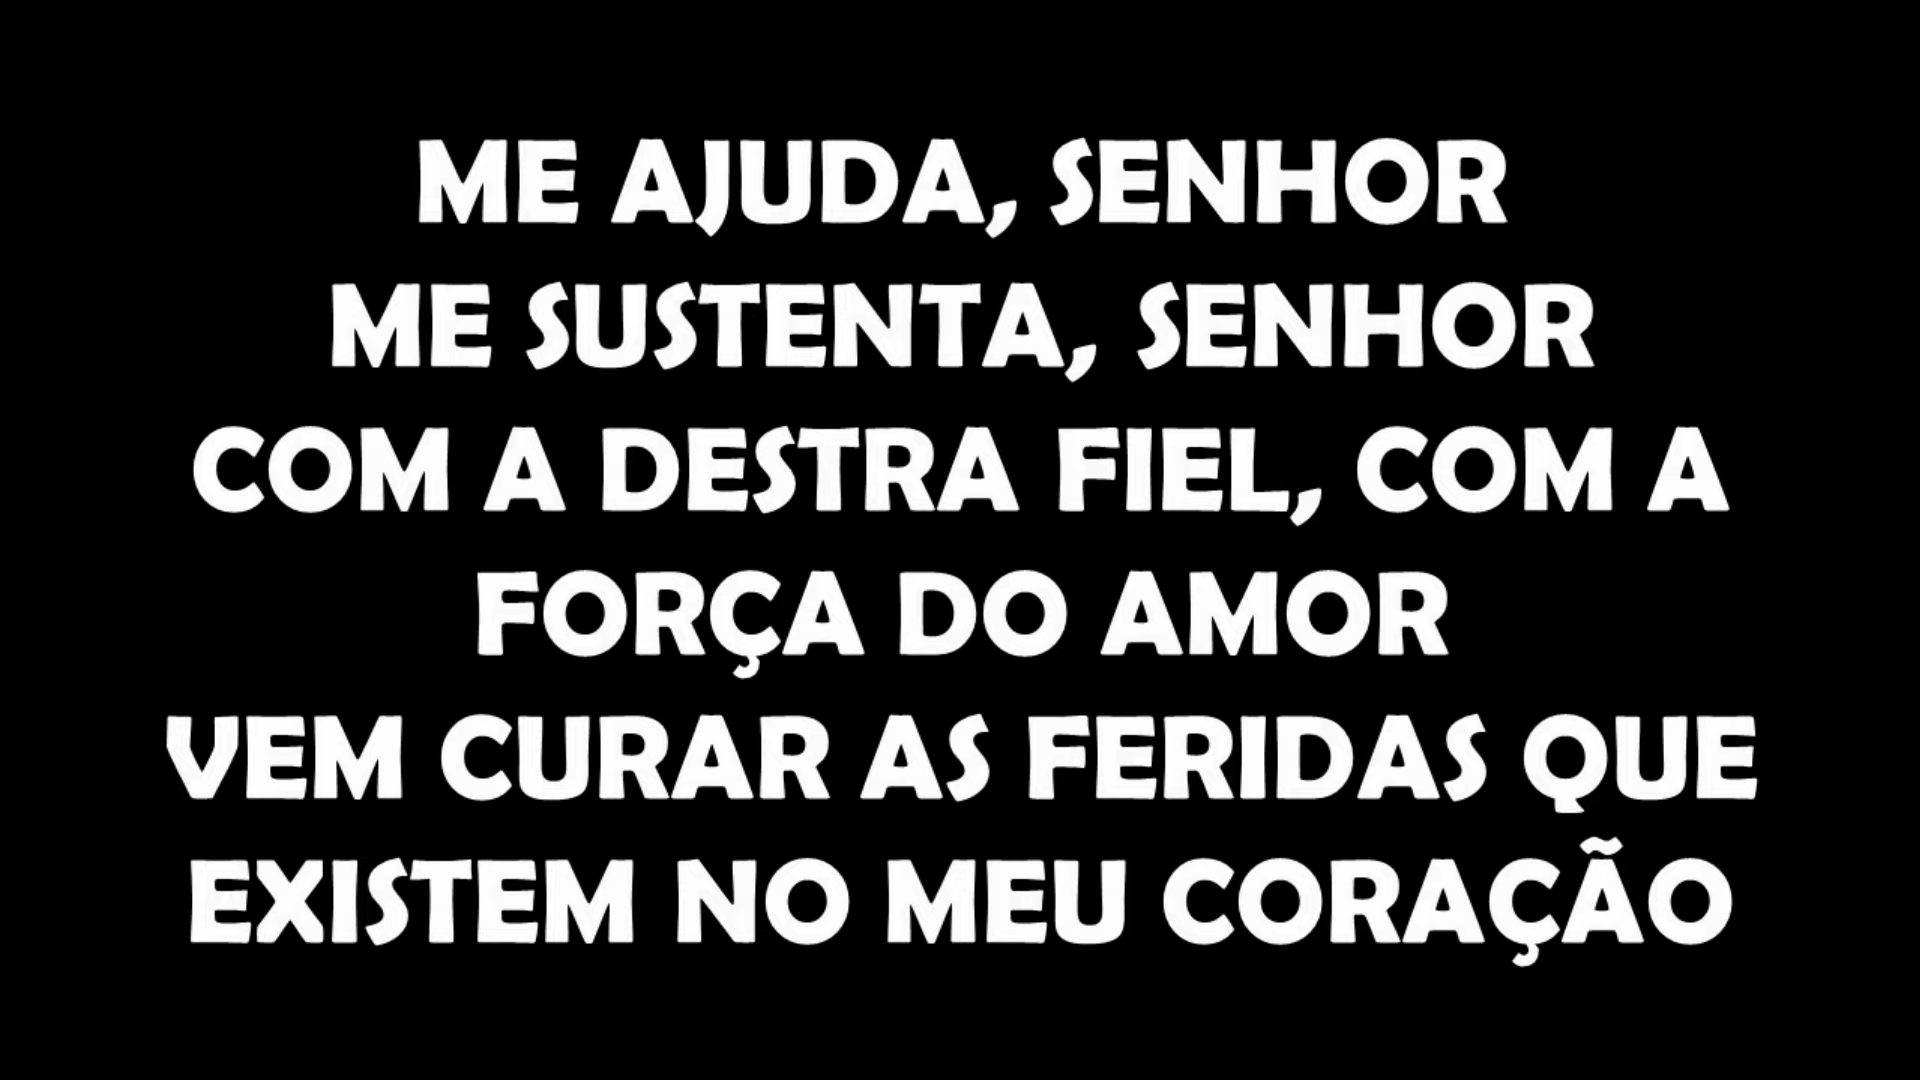 ME AJUDA, SENHOR
ME SUSTENTA, SENHOR
COM A DESTRA FIEL, COM A
FORÇA DO AMOR
VEM CURAR AS FERIDAS QUE
EXISTEM NO MEU CORAÇÃO